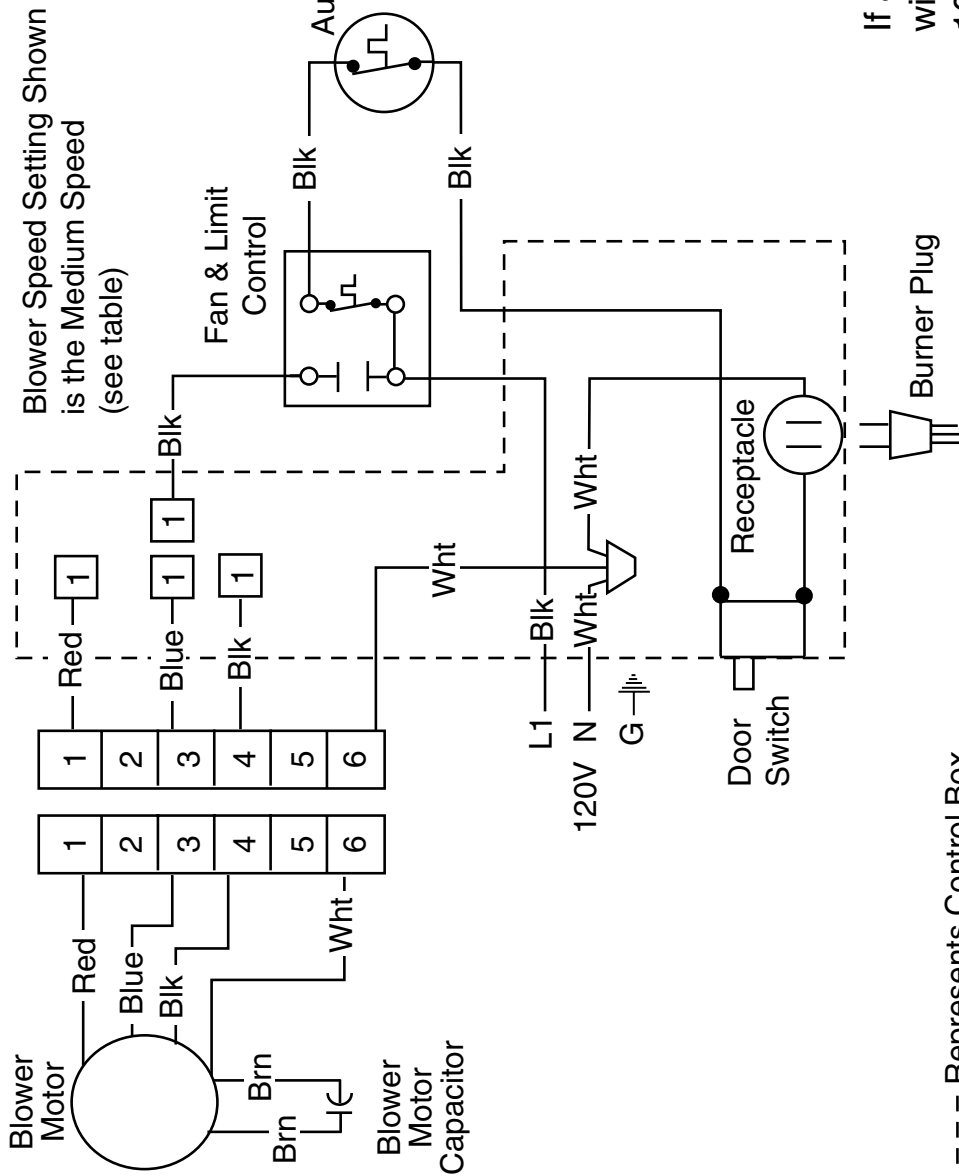 Blower Speed Setting Shown
is the Medium Speed
(see table)
Blower
Motor
Red
Blue
Blk
Wht
Brn
Brn
Blower
Motor
Capacitor
1
2
3
4
5
6
1
2
3
4
5
6
Red
Blue
Blk
1
1
1
1
Blk
Wht
Fan & Limit
Control
Blk
Blk
L1
Blk
120V N
Wht
Wht
G
Door
Switch
Receptacle
Burner Plug
Represents Control Box
If